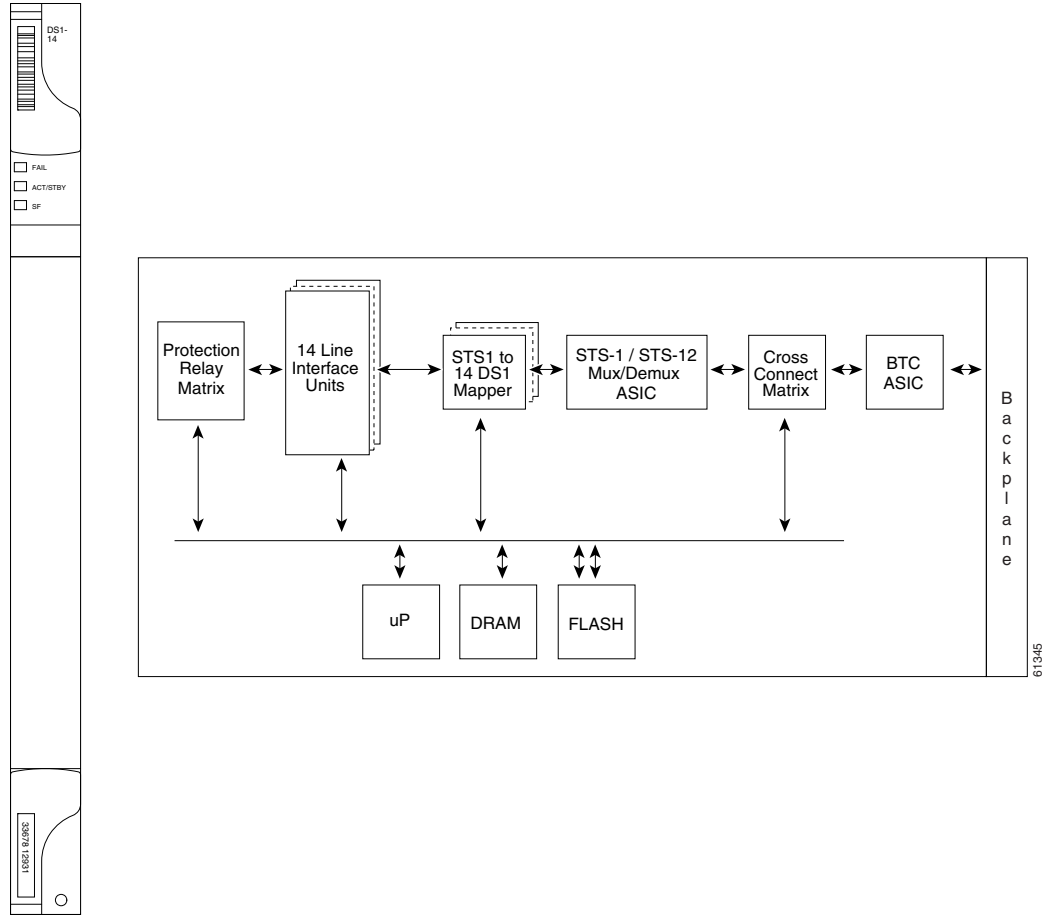 DS1-
14
FAIL
ACT/STBY
SF
33678 12931
Protection
Relay
Matrix
14 Line
Interface
Units
STS1 to
14 DS1
Mapper
STS-1 / STS-12
Mux/Demux
ASIC
Cross
Connect
Matrix
BTC
ASIC
Backplane
uP
DRAM
FLASH
61345